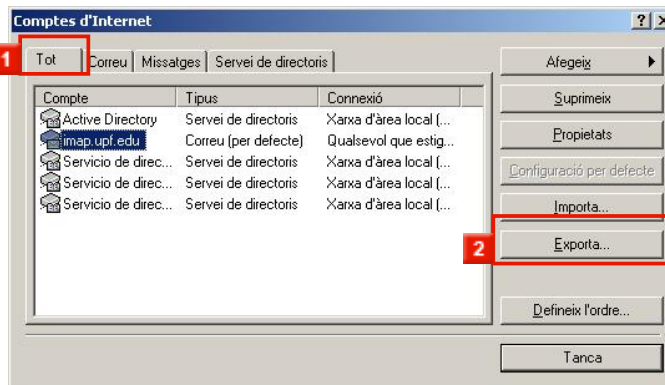 Comptes d'Internet
1
Tot Correu Missatges Servei de directoris
Compte Tipus Connexió
Active Directory Servei de directoris Xarxa d'àrea local (...
imap.upf.edu Correu (per defecte) Qualsevol que estig...
Servicio de direc... Servei de directoris Xarxa d'àrea local (...
Servicio de direc... Servei de directoris Xarxa d'àrea local (...
Servicio de direc... Servei de directoris Xarxa d'àrea local (...
Afegeix
Suprimeix
Propietats
Configuració per defecte
Importa...
2
Exporta...
Defineix l'ordre...
Tanca